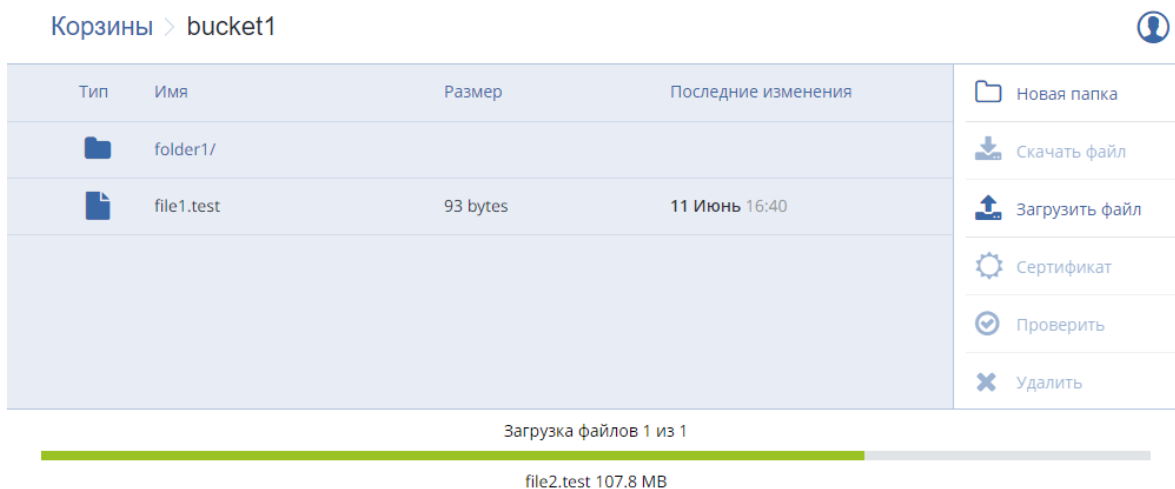 Корзины > bucket1
Тип Имя Размер Последние изменения
folder1/
file1.test 93 bytes 11 Июнь 16:40
Новая папка
Скачать файл
Загрузить файл
Сертификат
Проверить
Удалить
Загрузка файлов 1 из 1
file2.test 107.8 MB